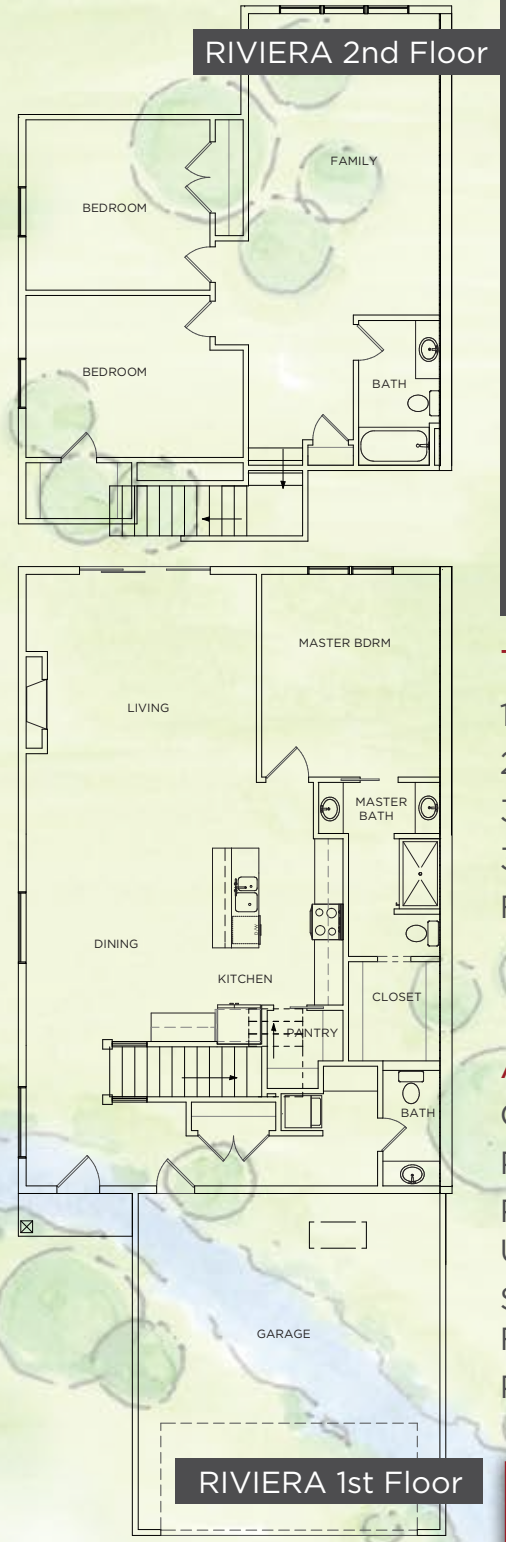 RIVIERA 2nd Floor
FAMILY
BEDROOM
BEDROOM
BATH
MASTER BDRM
LIVING
MASTER
BATH
DINING
KITCHEN
CLOSET
PANTRY
BATH
GARAGE
RIVIERA 1st Floor